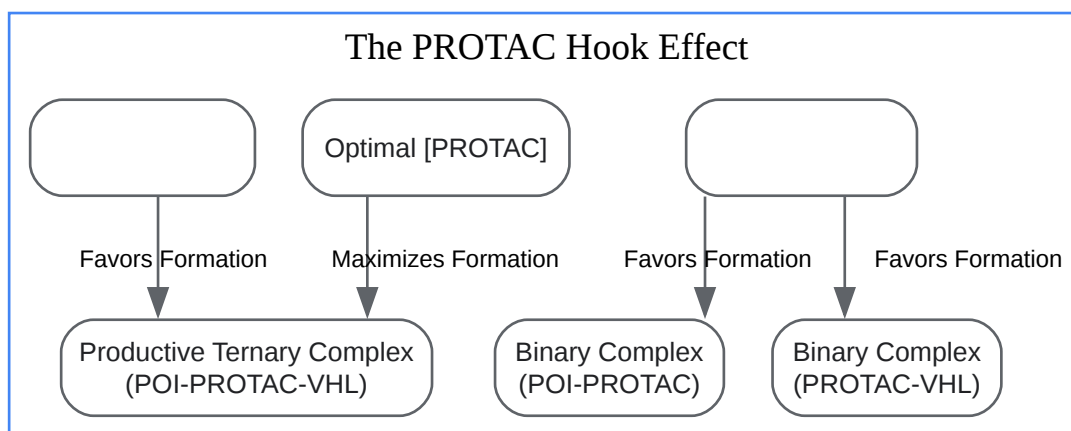 The PROTAC Hook Effect
Optimal [PROTAC]
Favors Formation
Maximizes Formation
Favors Formation
Favors Formation
Productive Ternary Complex
(POI-PROTAC-VHL)
Binary Complex
(POI-PROTAC)
Binary Complex
(PROTAC-VHL)